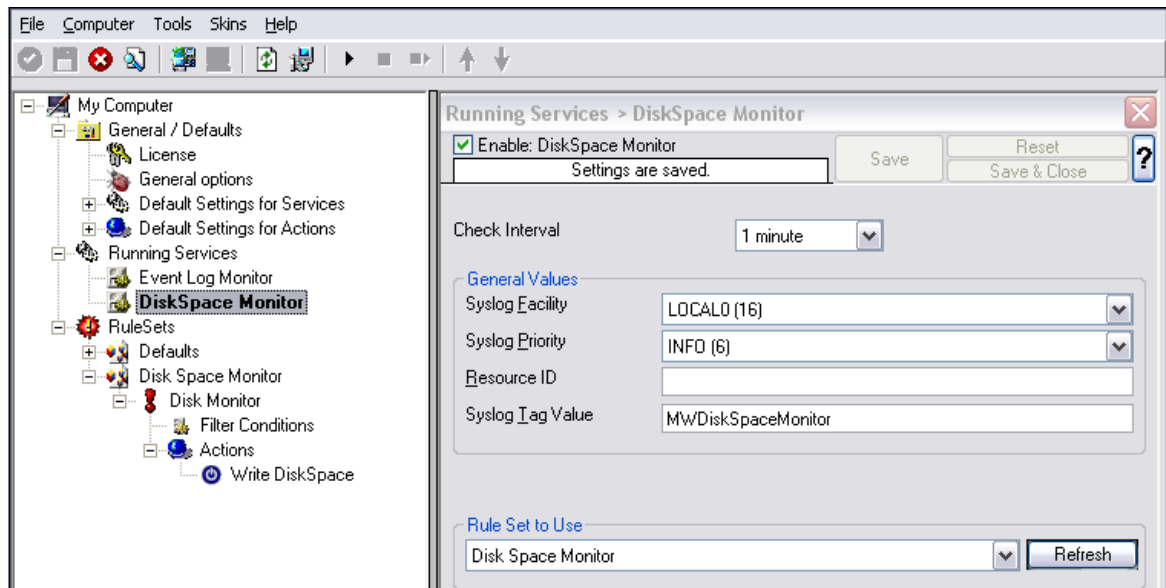 File Computer Tools Skins Help
My Computer
General / Defaults
License
General options
Default Settings for Services
Default Settings for Actions
Running Services
Event Log Monitor
DiskSpace Monitor
RuleSets
Defaults
Disk Space Monitor
Disk Monitor
Filter Conditions
Actions
Write DiskSpace
Running Services > DiskSpace Monitor
Enable: DiskSpace Monitor
Settings are saved.
Save
Reset
Save & Close
?
Check Interval
1 minute
General Values
Syslog Facility
LOCAL0 (16)
Syslog Priority
INFO (6)
Resource ID
Syslog Tag Value
MWDiskSpaceMonitor
Rule Set to Use
Disk Space Monitor
Refresh